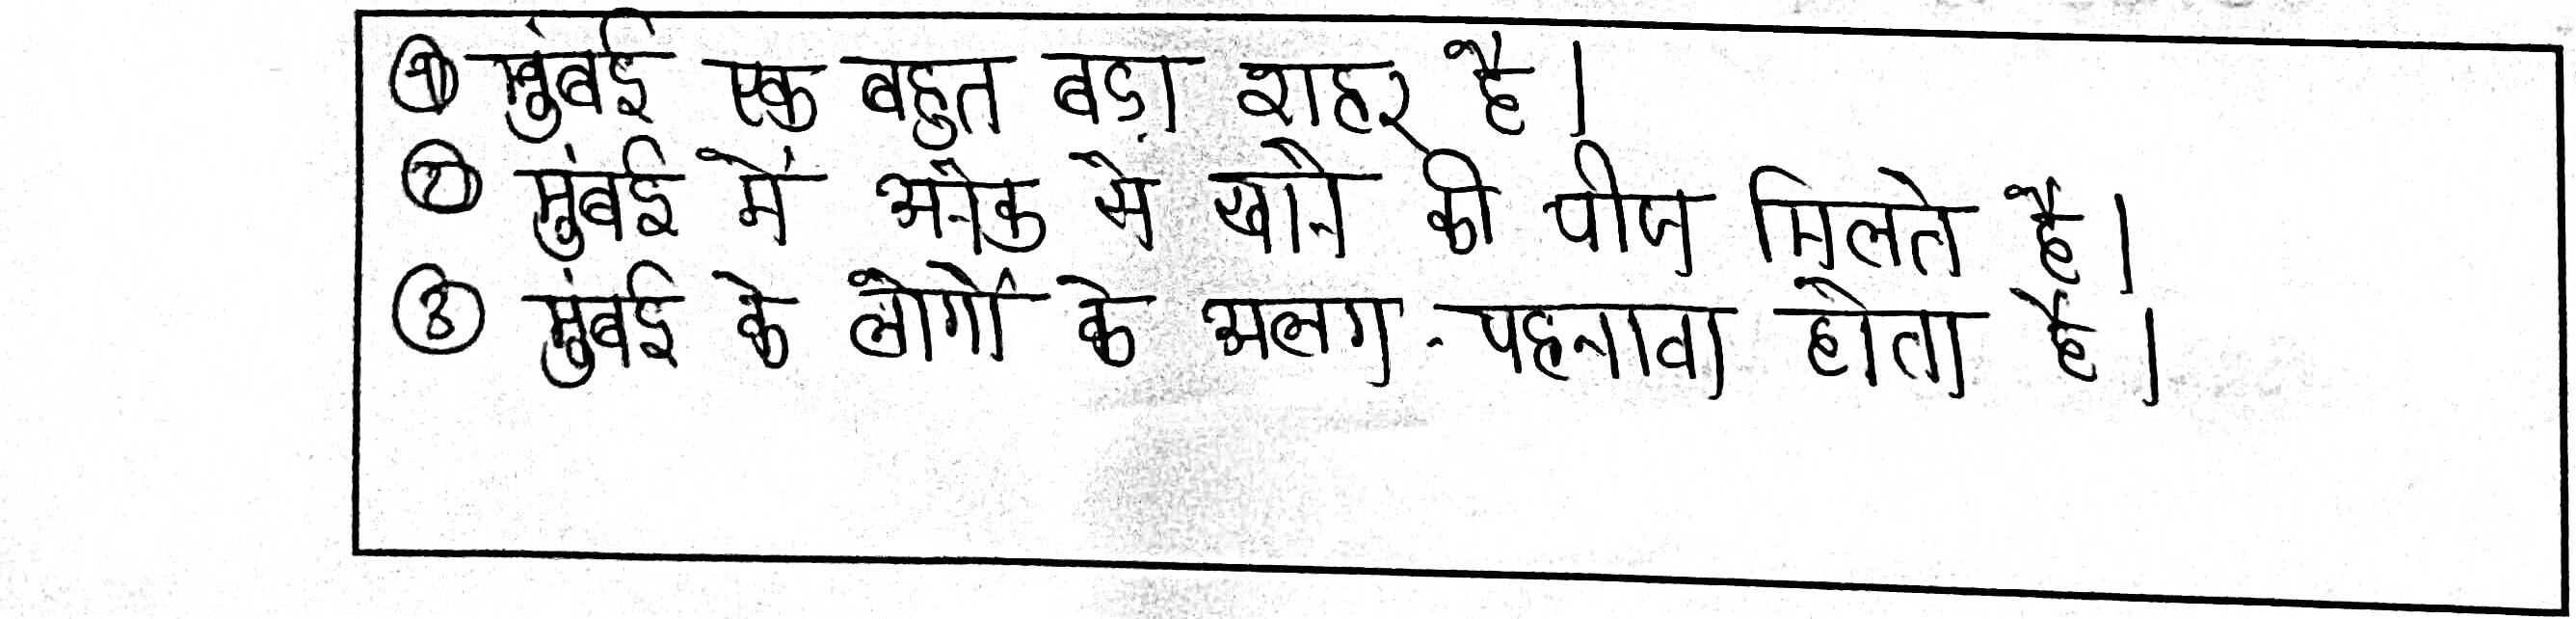 ① मुंबई एक बहुत बड़ा शहर है।
② मुंबई में अनेक से खाने की चीज मिलते है।
③ मुंबई के लोगों के अलग-पहनावा होता है।